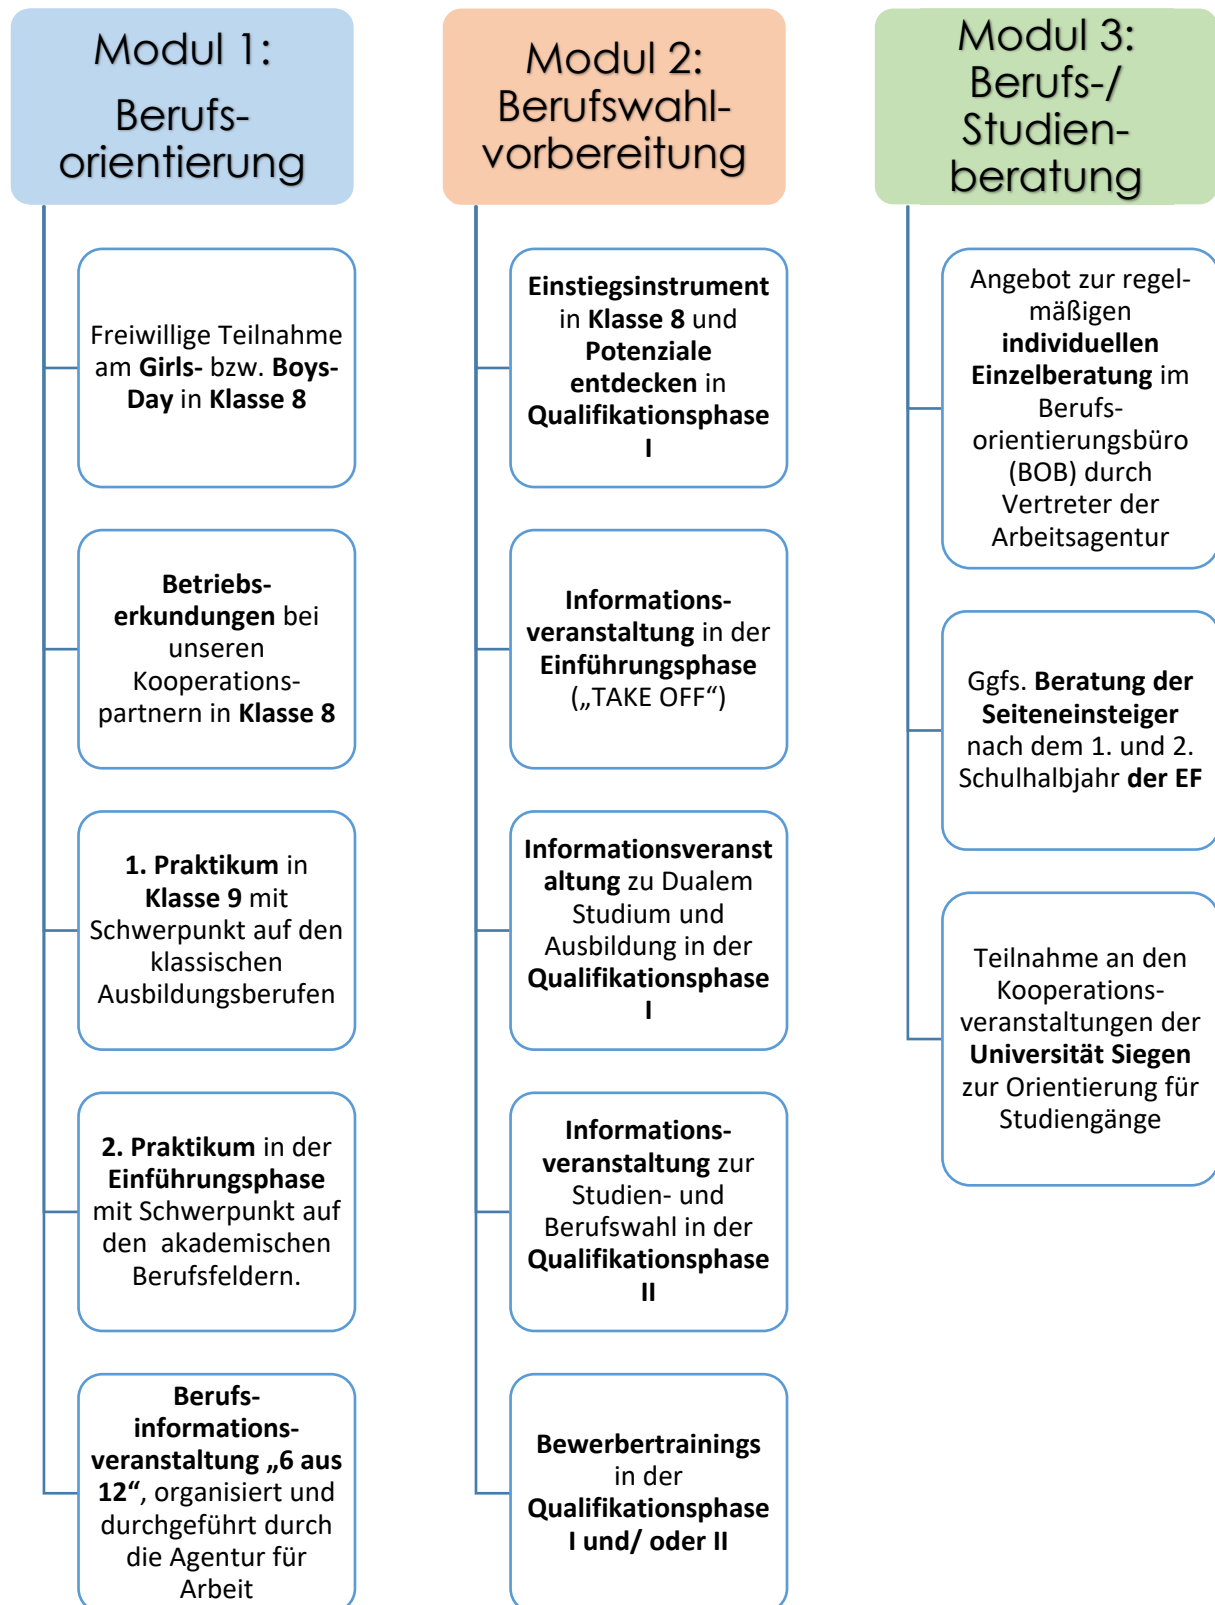 Modul 1:
Berufs-
orientierung
Freiwillige Teilnahme
am Girls- bzw. Boys-
Day in Klasse 8
Betriebs-
erkundungen bei
unseren
Kooperations-
partnern in Klasse 8
1. Praktikum in
Klasse 9 mit
Schwerpunkt auf den
klassischen
Ausbildungsberufen
2. Praktikum in der
Einführungsphase
mit Schwerpunkt auf
den akademischen
Berufsfeldern.
Berufs-
informations-
veranstaltung „6 aus
12“, organisiert und
durchgeführt durch
die Agentur für
Arbeit
Modul 2:
Berufswahl-
vorbereitung
Einstiegsinstrument
in Klasse 8 und
Potenziale
entdecken in
Qualifikationsphase
I
Informations-
veranstaltung in der
Einführungsphase
(„TAKE OFF“)
Informationsveranst
altung zu Dualem
Studium und
Ausbildung in der
Qualifikationsphase
I
Informations-
veranstaltung zur
Studien- und
Berufswahl in der
Qualifikationsphase
II
Bewerbertrainings
in der
Qualifikationsphase
I und/ oder II
Modul 3:
Berufs-/
Studien-
beratung
Angebot zur regel-
mäßigen
individuellen
Einzelberatung im
Berufs-
orientierungsbüro
(BOB) durch
Vertreter der
Arbeitsagentur
Ggfs. Beratung der
Seiteneinsteiger
nach dem 1. und 2.
Schulhalbjahr der EF
Teilnahme an den
Kooperations-
veranstaltungen der
Universität Siegen
zur Orientierung für
Studiengänge